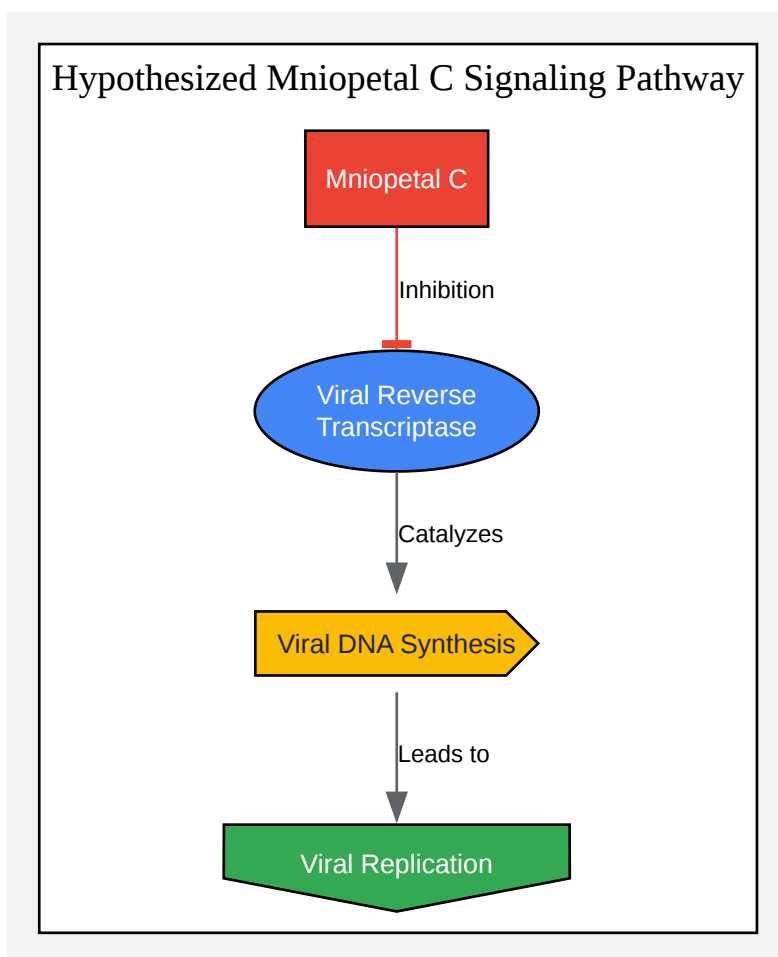 Hypothesized Mniopetal C Signaling Pathway
Mniopetal C
Inhibition
Viral Reverse
Transcriptase
Catalyzes
Viral DNA Synthesis
Leads to
Viral Replication